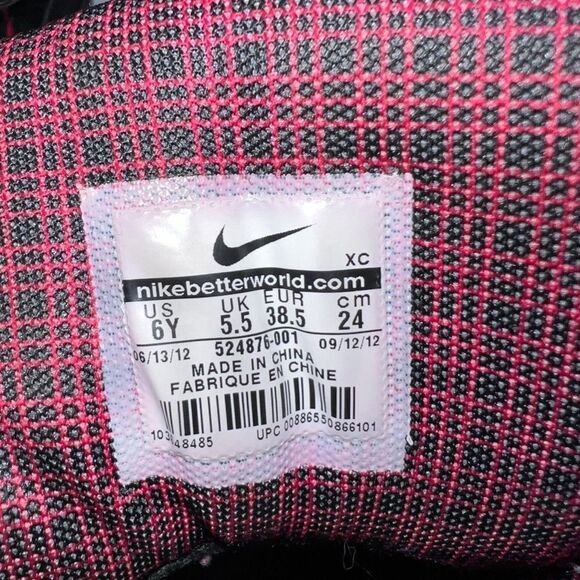 XC
nikebetterworld.com
US UK EUR cm
6Y 5.5 38.5 24
06/13/12 524876-001 09/12/12
MADE IN CHINA
FABRIQUE EN CHINE
UPC 00886550866101